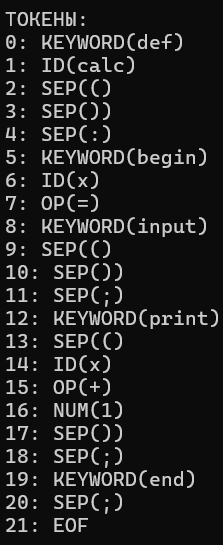 ТОКЕНЫ:
0: KEYWORD(def)
1: ID(calc)
2: SEP(()
3: SEP())
4: SEP(:)
5: KEYWORD(begin)
6: ID(x)
7: OP(=)
8: KEYWORD(input)
9: SEP(()
10: SEP())
11: SEP(;)
12: KEYWORD(print)
13: SEP(()
14: ID(x)
15: OP(+)
16: NUM(1)
17: SEP())
18: SEP(;)
19: KEYWORD(end)
20: SEP(;)
21: EOF